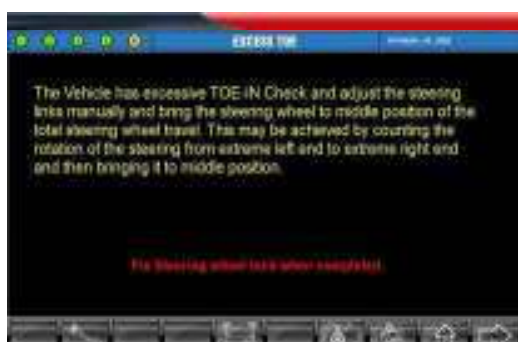 EXCESS TOE
The Vehicle has excessive TOE-IN Check and adjust the steering
links manually and bring the steering wheel to middle position of the
total steering wheel travel. This may be achieved by counting the
rotation of the steering from extreme left end to extreme right end
and then bringing it to middle position.
Fix Steering wheel lock when completed.